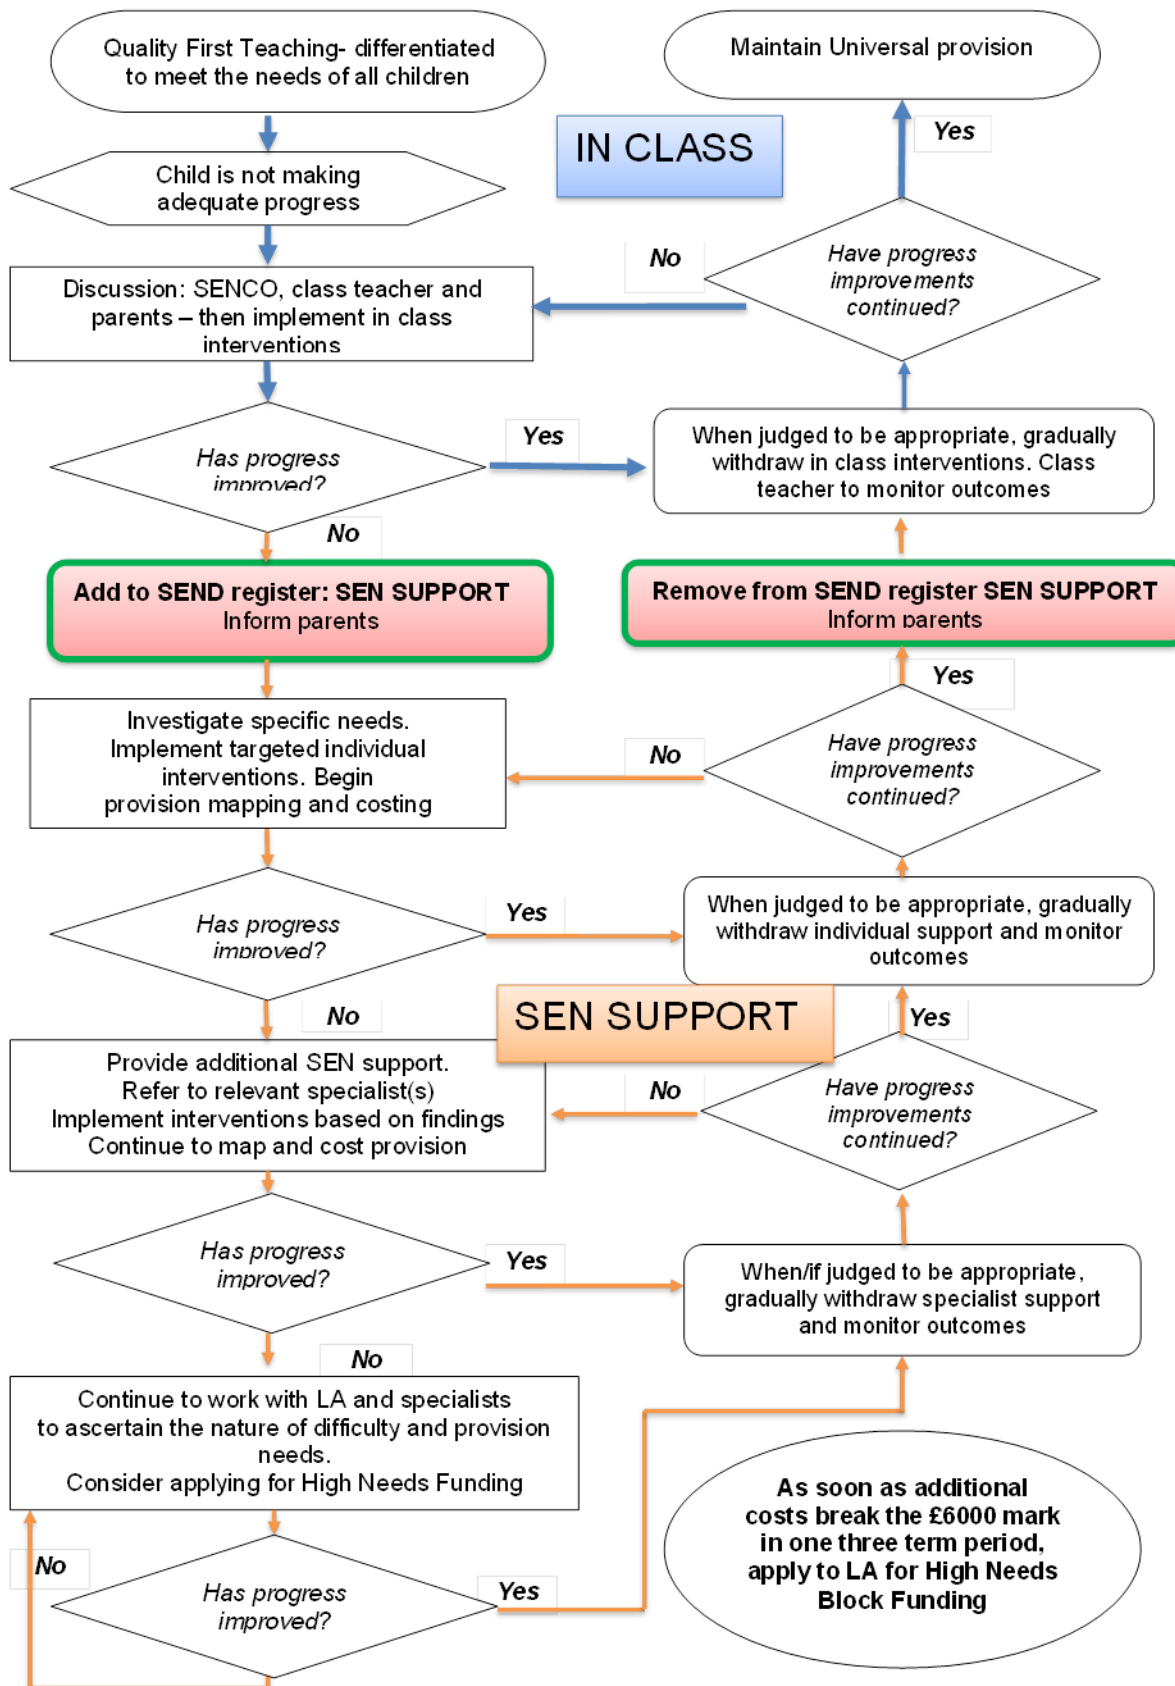 Quality First Teaching- differentiated
to meet the needs of all children
Maintain Universal provision
IN CLASS
Yes
Child is not making
adequate progress
No
Have progress
improvements
continued?
Discussion: SENCO, class teacher and
parents – then implement in class
interventions
Has progress
improved?
Yes
When judged to be appropriate, gradually
withdraw in class interventions. Class
teacher to monitor outcomes
No
Add to SEND register: SEN SUPPORT
Inform parents
Remove from SEND register SEN SUPPORT
Inform parents
Yes
Investigate specific needs.
Implement targeted individual
interventions. Begin
provision mapping and costing
No
Have progress
improvements
continued?
Has progress
improved?
Yes
When judged to be appropriate, gradually
withdraw individual support and monitor
outcomes
No
SEN SUPPORT
Yes
Provide additional SEN support.
Refer to relevant specialist(s)
Implement interventions based on findings
Continue to map and cost provision
No
Have progress
improvements
continued?
Has progress
improved?
Yes
When/if judged to be appropriate,
gradually withdraw specialist support
and monitor outcomes
No
Continue to work with LA and specialists
to ascertain the nature of difficulty and provision
needs.
Consider applying for High Needs Funding
As soon as additional
costs break the £6000 mark
in one three term period,
apply to LA for High Needs
Block Funding
No
Has progress
improved?
Yes